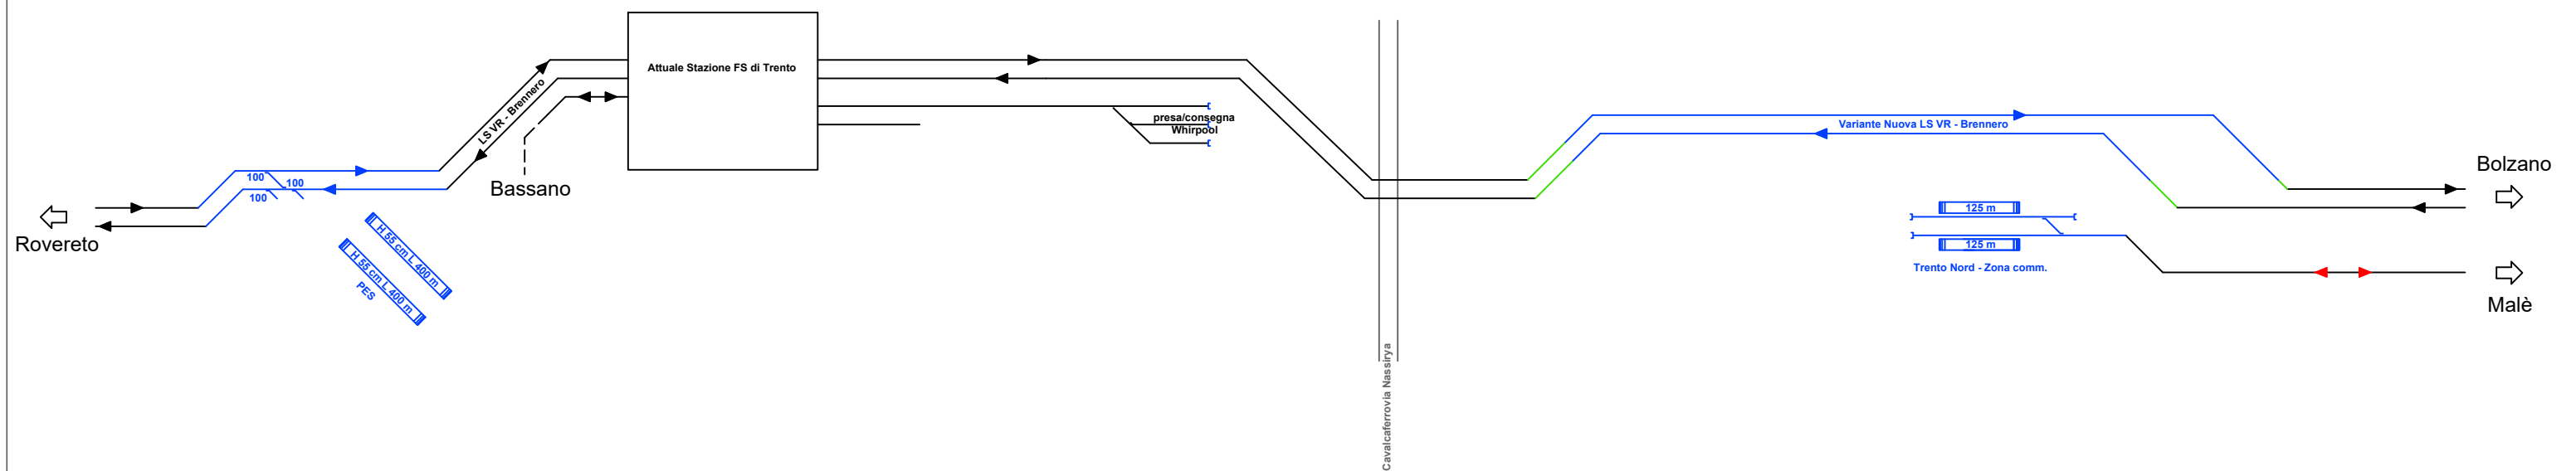 Rovereto
100
100
100
H 55 cm L 400 m
H 55 cm L 400 m
PES
LS VR - Brennero
Bassano
Attuale Stazione FS di Trento
presa/consegna
Whirpool
Cavalcaferrovia Nassirya
Variante Nuova LS VR - Brennero
125 m
125 m
Trento Nord - Zona comm.
Bolzano
Malè